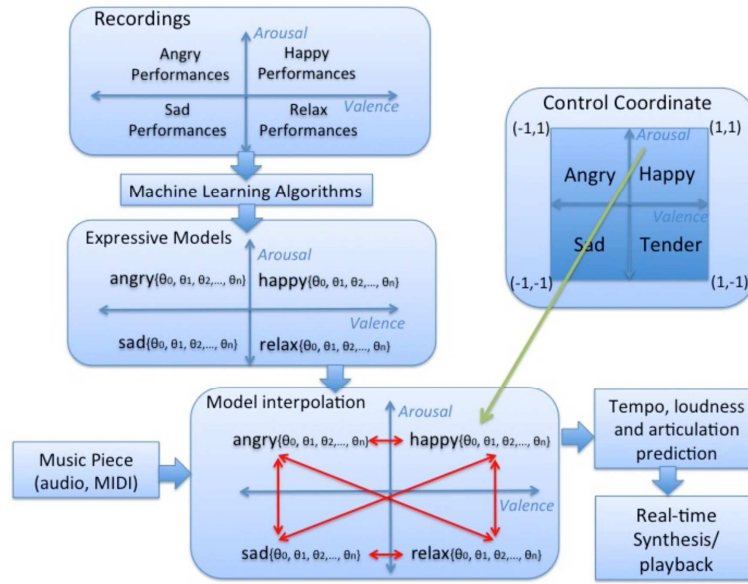 Recordings
Arousal
Angry
Performances
Happy
Performances
Valence
Sad
Performances
Relax
Performances
Machine Learning Algorithms
Expressive Models
Arousal
angry{θ0, θ1, θ2,..., θn}
happy{θ0, θ1, θ2,..., θn}
Valence
sad{θ0, θ1, θ2,..., θn}
relax{θ0, θ1, θ2,..., θn}
Control Coordinate
(-1,1)
Arousal
(1,1)
Angry
Happy
Valence
Sad
Tender
(-1,-1)
(1,-1)
Music Piece
(audio, MIDI)
Model interpolation
Arousal
angry{θ0, θ1, θ2,..., θn}
happy{θ0, θ1, θ2,..., θn}
Valence
sad{θ0, θ1, θ2,..., θn}
relax{θ0, θ1, θ2,..., θn}
Tempo, loudness
and articulation
prediction
Real-time
Synthesis/
playback